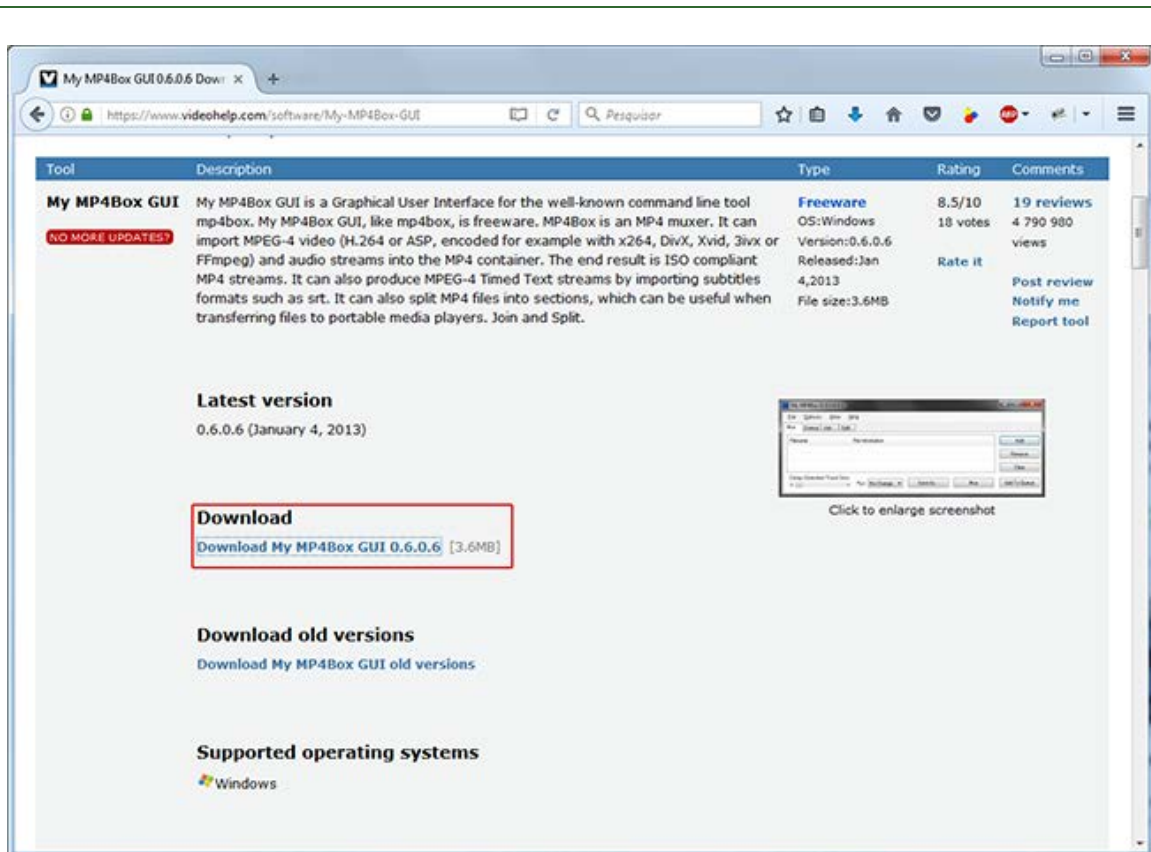 My MP4Box GUI 0.6.0.6 Down
https://www.videohelp.com/software/My-MP4Box-GUI
Pesquisar
Tool Description Type Rating Comments
My MP4Box GUI
NO MORE UPDATES?
My MP4Box GUI is a Graphical User Interface for the well-known command line tool
mp4box. My MP4Box GUI, like mp4box, is freeware. MP4Box is an MP4 muxer. It can
import MPEG-4 video (H.264 or ASP, encoded for example with x264, DivX, Xvid, 3ivx or
FFmpeg) and audio streams into the MP4 container. The end result is ISO compliant
MP4 streams. It can also produce MPEG-4 Timed Text streams by importing subtitles
formats such as srt. It can also split MP4 files into sections, which can be useful when
transferring files to portable media players. Join and Split.
Freeware
OS:Windows
Version:0.6.0.6
Released:Jan
4,2013
File size:3.6MB
8.5/10
18 votes
Rate it
19 reviews
4 790 980
views
Post review
Notify me
Report tool
Latest version
0.6.0.6 (January 4, 2013)
Click to enlarge screenshot
Download
Download My MP4Box GUI 0.6.0.6 [3.6MB]
Download old versions
Download My MP4Box GUI old versions
Supported operating systems
Windows